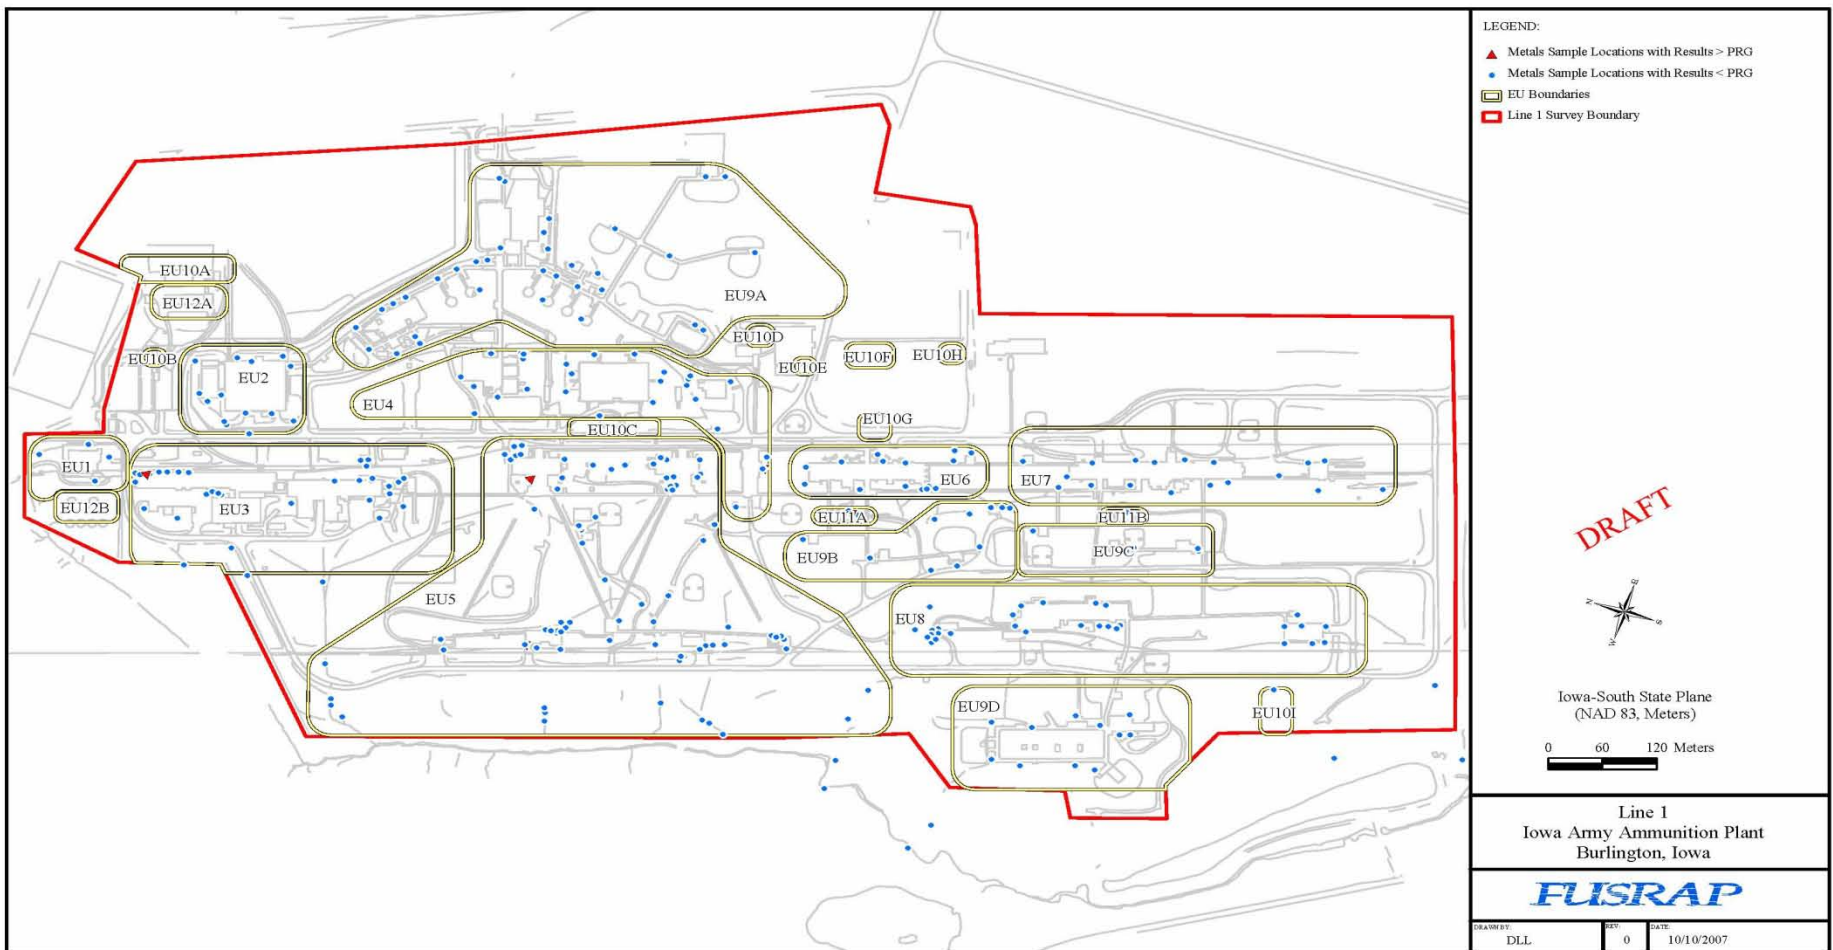 LEGEND:
Metals Sample Locations with Results > PRG
Metals Sample Locations with Results < PRG
EU Boundaries
Line 1 Survey Boundary
EU10A
EU12A
EU9A
EU10B
EU2
EU10D
EU10E
EU10F
EU10H
EU4
EU10C
EU10G
EU1
EU12B
EU3
EU6
EU7
EU11A
EU11B
EU9B
EU9C
EU5
EU8
EU9D
EU10I
DRAFT
E
N
S
W
Iowa-South State Plane
(NAD 83, Meters)
0 60 120 Meters
Line 1
Iowa Army Ammunition Plant
Burlington, Iowa
FUSRAP
DRAWN BY: REV: DATE:
DLL 0 10/10/2007